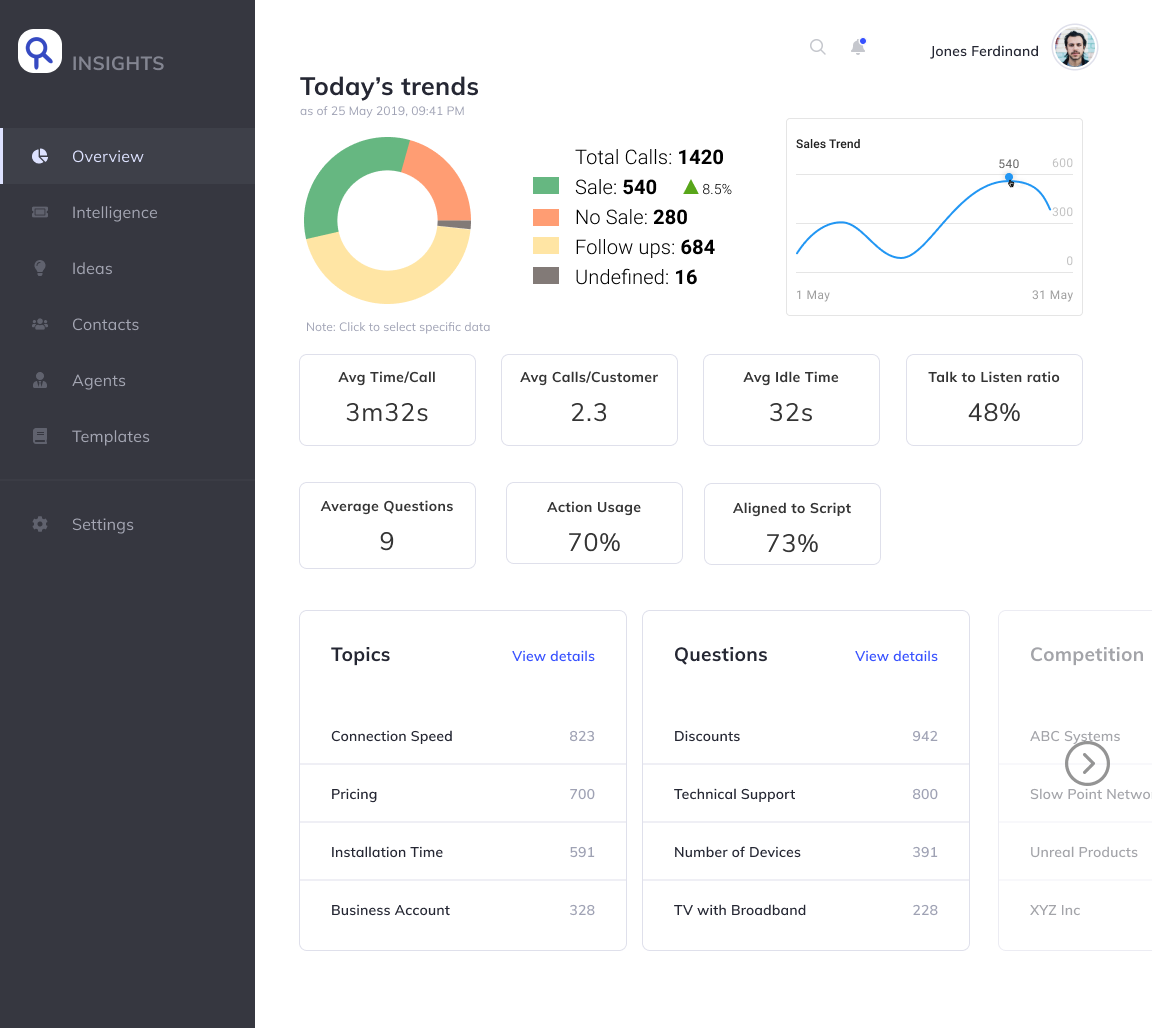 INSIGHTS
Overview
Intelligence
Ideas
Contacts
Agents
Templates
Settings
Jones Ferdinand
Today’s trends
as of 25 May 2019, 09:41 PM
Total Calls: 1420
Sale: 540 8.5%
No Sale: 280
Follow ups: 684
Undefined: 16
Note: Click to select specific data
Sales Trend
540
600
300
0
1 May 31 May
Avg Time/Call
3m32s
Avg Calls/Customer
2.3
Avg Idle Time
32s
Talk to Listen ratio
48%
Average Questions
9
Action Usage
70%
Aligned to Script
73%
Topics View details
Connection Speed 823
Pricing 700
Installation Time 591
Business Account 328
Questions View details
Discounts 942
Technical Support 800
Number of Devices 391
TV with Broadband 228
Competition
ABC Systems
Slow Point Netwo
Unreal Products
XYZ Inc